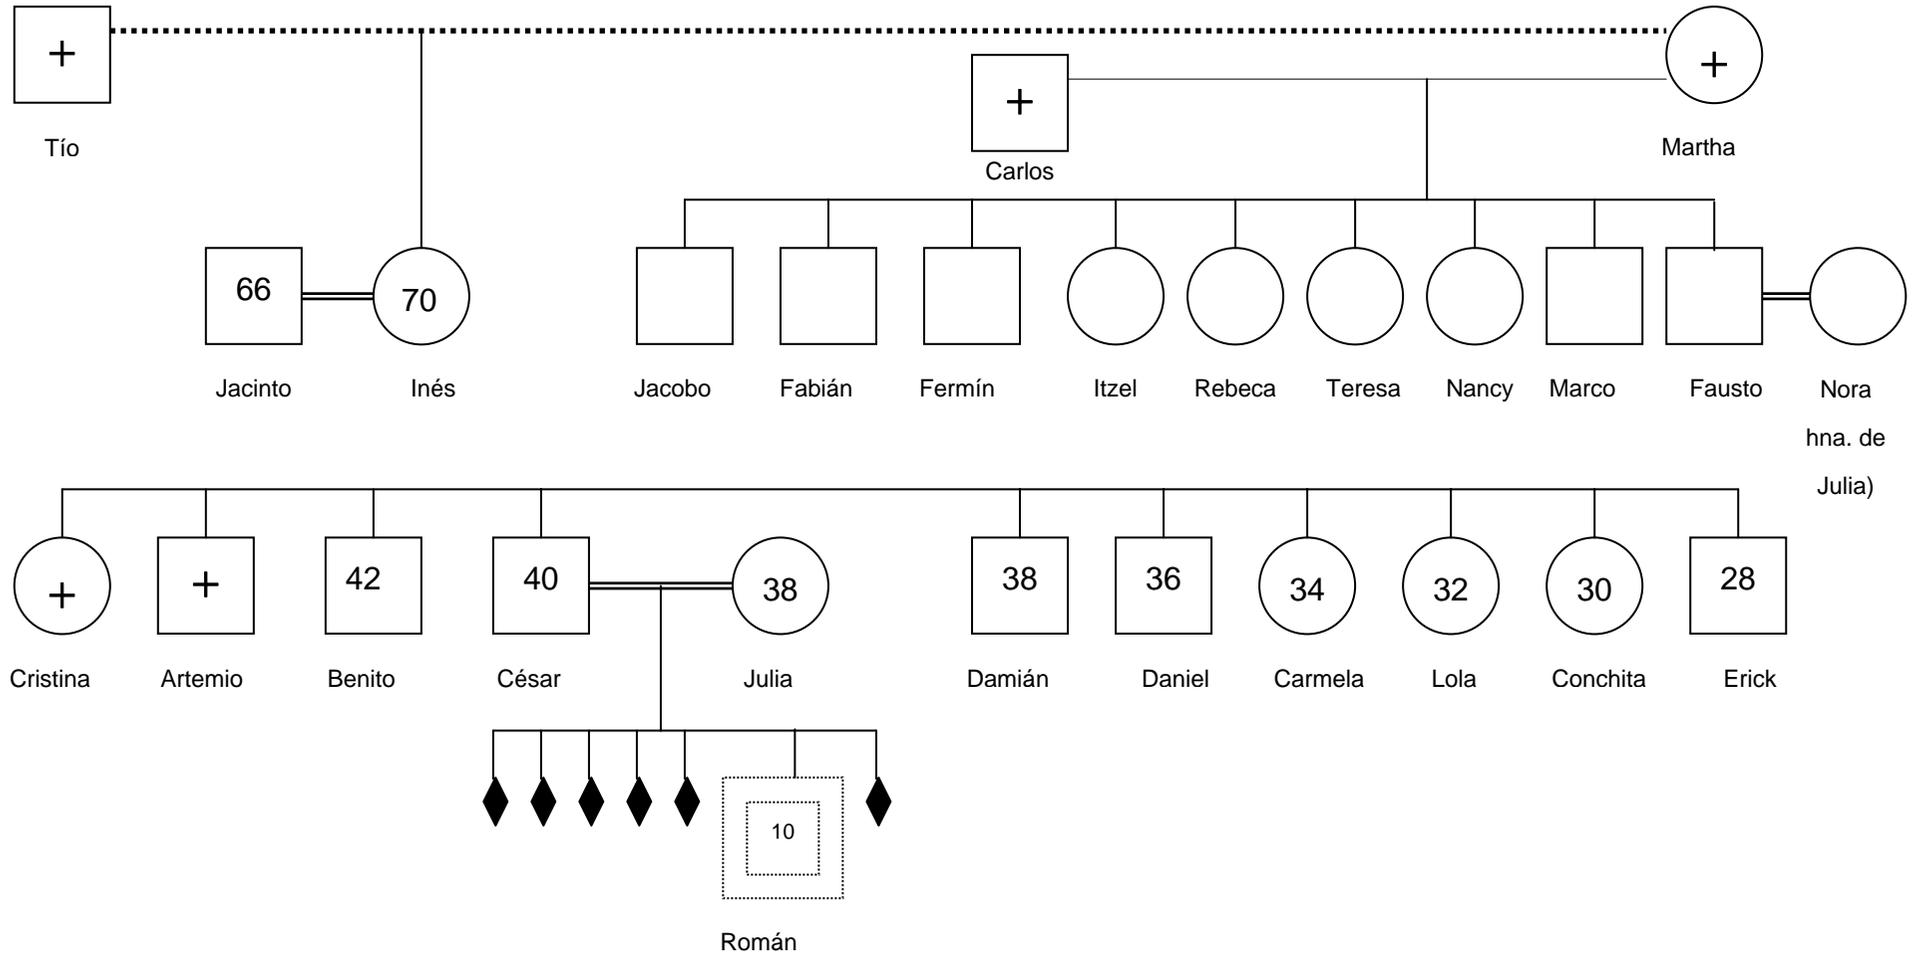 +
+
+
Tío
Carlos
Martha
66
70
Jacinto
Inés
Jacobo
Fabián
Fermín
Itzel
Rebeca
Teresa
Nancy
Marco
Fausto
Nora
hna. de
Julia)
+
+
42
40
38
38
36
34
32
30
28
Cristina
Artemio
Benito
César
Julia
Damián
Daniel
Carmela
Lola
Conchita
Erick
10
Román